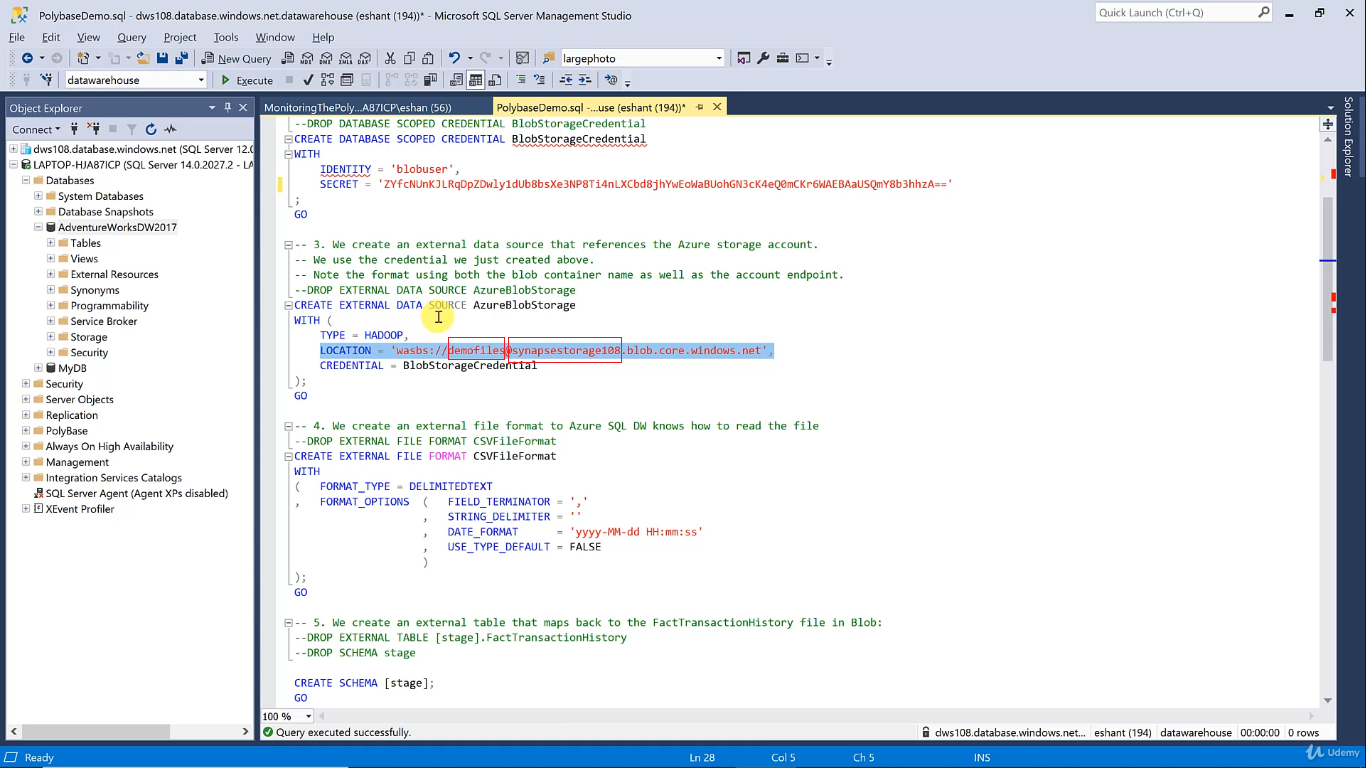 PolybaseDemo.sql - dws108.database.windows.net.datawarehouse (eshant (194))* - Microsoft SQL Server Management Studio
Quick Launch (Ctrl+Q)
File Edit View Query Project Tools Window Help
New Query
largephoto
datawarehouse
Execute
Object Explorer
MonitoringThePoly...A87ICP\eshan (56))
PolybaseDemo.sql -...use (eshant (194))*
Solution Explorer
Connect
dws108.database.windows.net (SQL Server 12.0
LAPTOP-HJA87ICP (SQL Server 14.0.2027.2 - LA
Databases
System Databases
Database Snapshots
AdventureWorksDW2017
Tables
Views
External Resources
Synonyms
Programmability
Service Broker
Storage
Security
MyDB
Security
Server Objects
Replication
PolyBase
Always On High Availability
Management
Integration Services Catalogs
SQL Server Agent (Agent XPs disabled)
XEvent Profiler
--DROP DATABASE SCOPED CREDENTIAL BlobStorageCredential
CREATE DATABASE SCOPED CREDENTIAL BlobStorageCredential
WITH
IDENTITY = 'blobuser',
SECRET = 'ZYfcNUnKJLRqDpZDwly1dUb8bsXe3NP8Ti4nLXCbd8jhYwEoWaBUohGN3cK4eQ0mCKr6WAEBAaUSQmY8b3hhzA=='
;
GO
-- 3. We create an external data source that references the Azure storage account.
-- We use the credential we just created above.
-- Note the format using both the blob container name as well as the account endpoint.
--DROP EXTERNAL DATA SOURCE AzureBlobStorage
CREATE EXTERNAL DATA SOURCE AzureBlobStorage
WITH (
TYPE = HADOOP,
LOCATION = 'wasbs://demofiles@synapsestorage108.blob.core.windows.net',
CREDENTIAL = BlobStorageCredential
);
GO
-- 4. We create an external file format to Azure SQL DW knows how to read the file
--DROP EXTERNAL FILE FORMAT CSVFileFormat
CREATE EXTERNAL FILE FORMAT CSVFileFormat
WITH
( FORMAT_TYPE = DELIMITEDTEXT
, FORMAT_OPTIONS ( FIELD_TERMINATOR = ','
, STRING_DELIMITER = ''
, DATE_FORMAT = 'yyyy-MM-dd HH:mm:ss'
, USE_TYPE_DEFAULT = FALSE
)
);
GO
-- 5. We create an external table that maps back to the FactTransactionHistory file in Blob:
--DROP EXTERNAL TABLE [stage].FactTransactionHistory
--DROP SCHEMA stage
CREATE SCHEMA [stage];
GO
100 %
Query executed successfully.
dws108.database.windows.net... eshant (194) datawarehouse 00:00:00 0 rows
Ready
Ln 28 Col 5 Ch 5 INS
Udemy